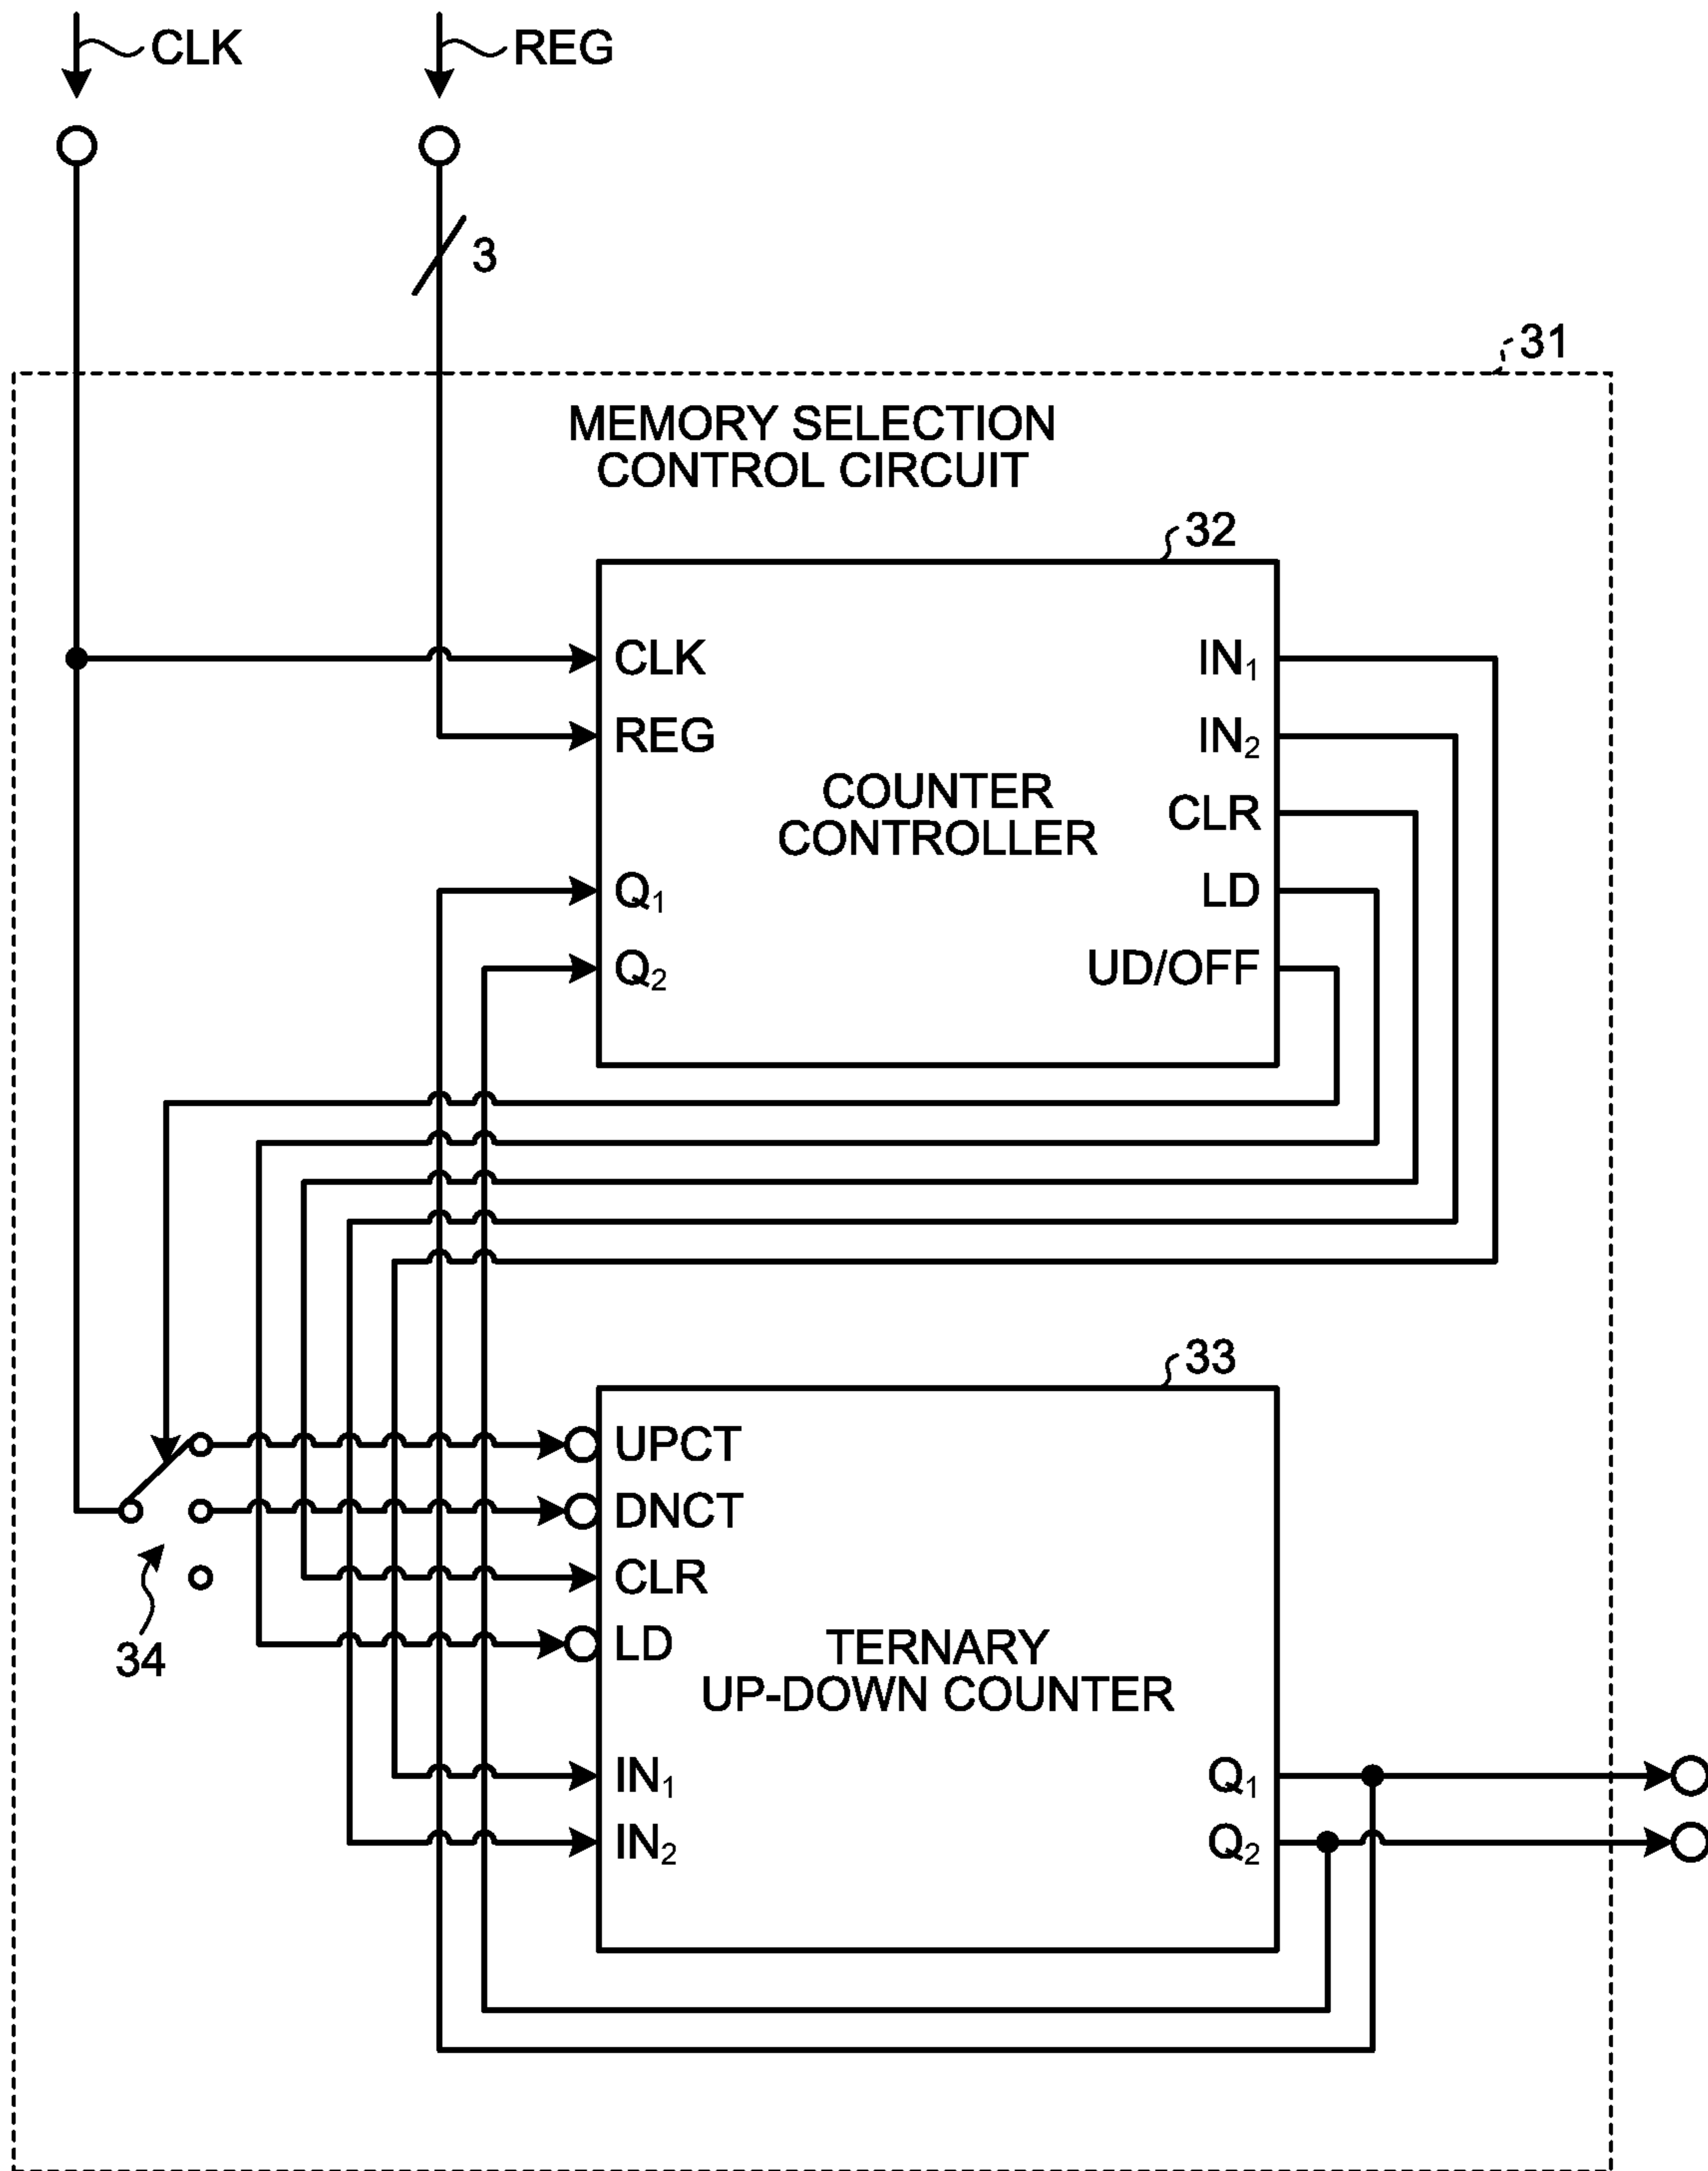 CLK
REG
3
31
MEMORY SELECTION
CONTROL CIRCUIT
32
CLK
IN1
REG
IN2
COUNTER
CONTROLLER
CLR
Q1
LD
Q2
UD/OFF
33
UPCT
DNCT
CLR
34
LD
TERNARY
UP-DOWN COUNTER
IN1
Q1
IN2
Q2